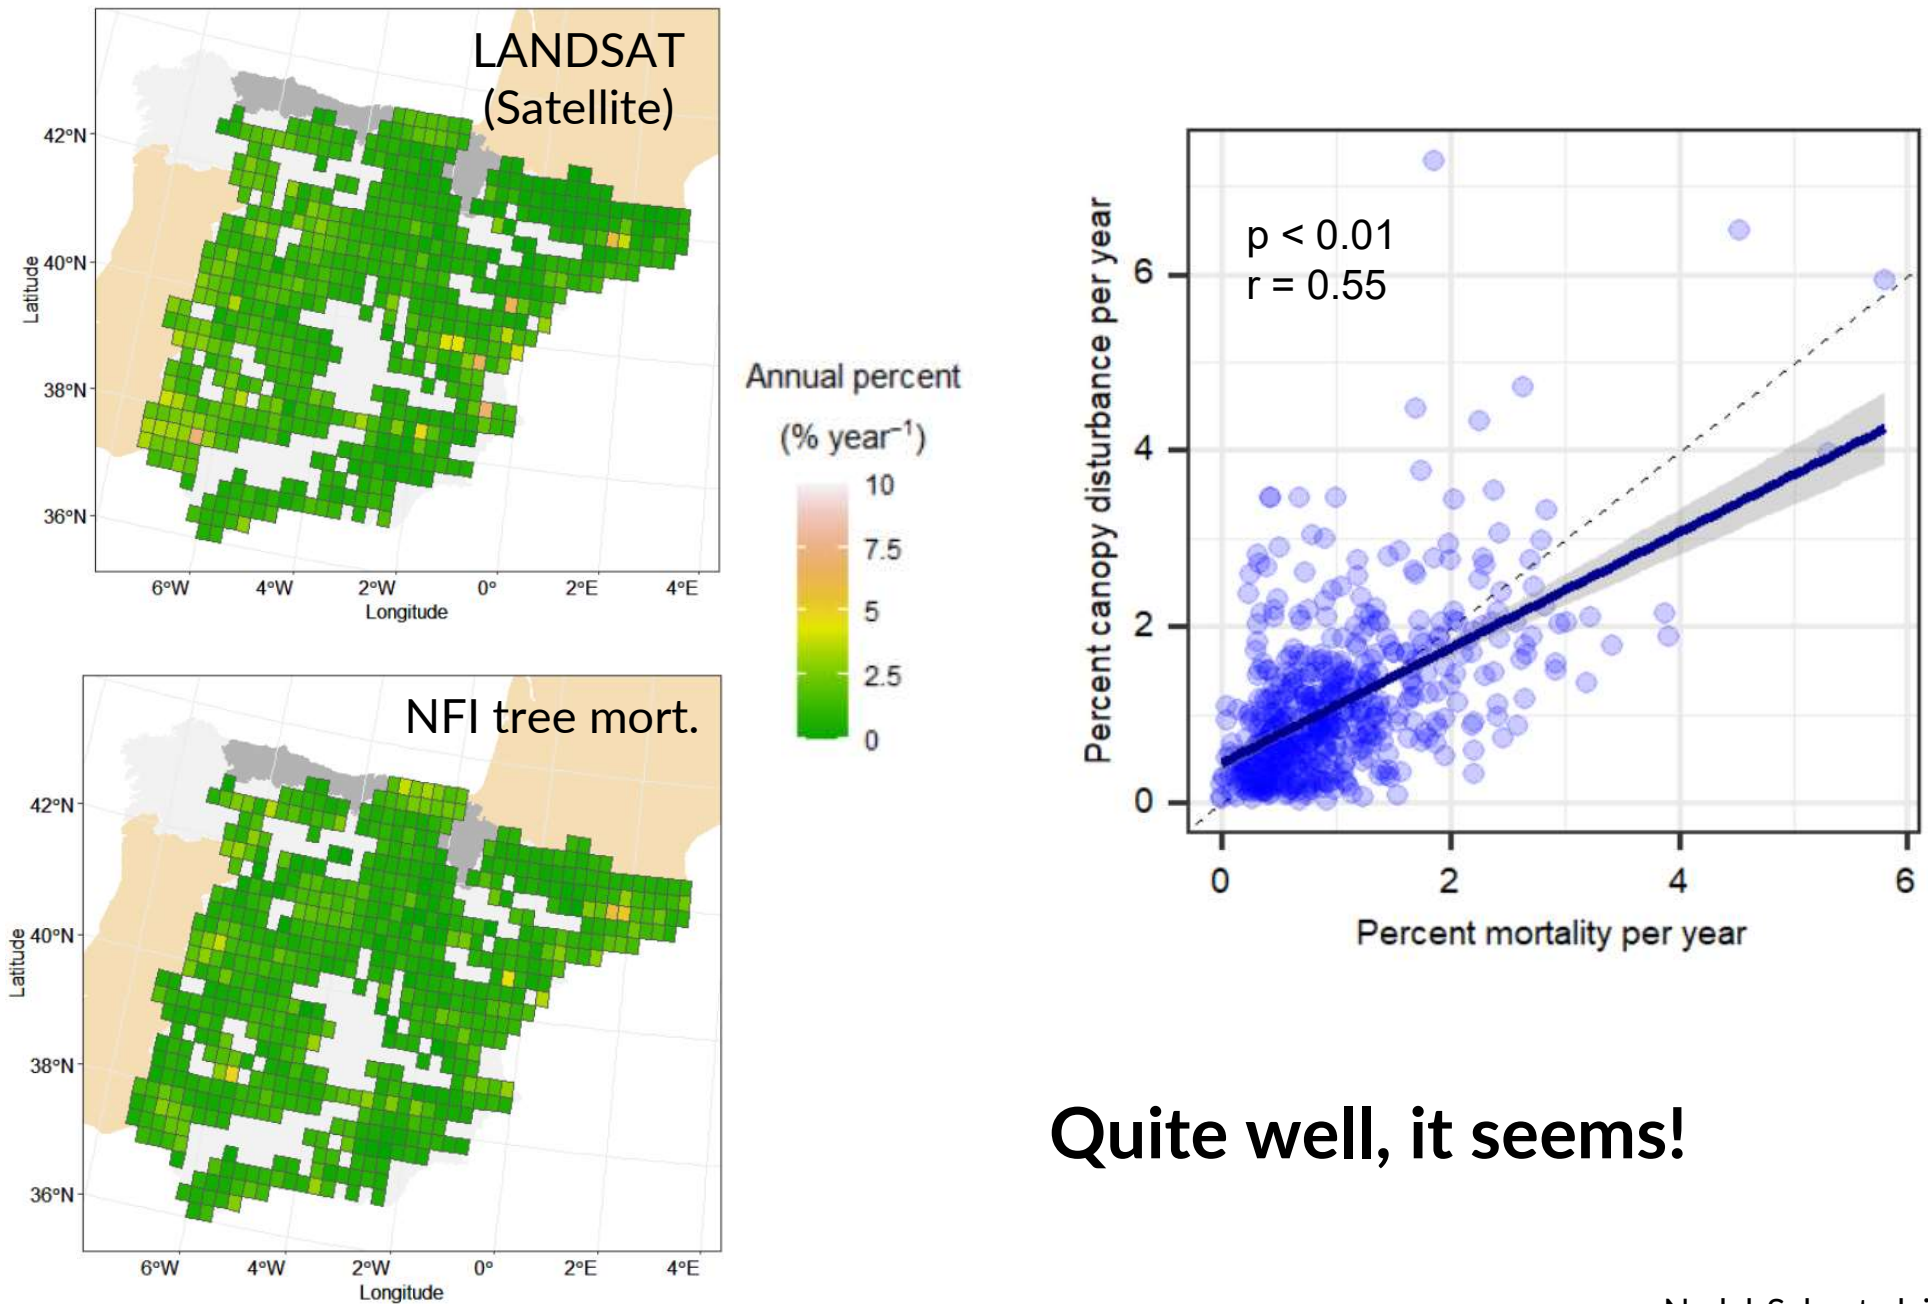 LANDSAT
(Satellite)
42°N
40°N
38°N
36°N
Latitude
6°W 4°W 2°W 0° 2°E 4°E
Longitude
NFI tree mort.
42°N
40°N
38°N
36°N
Latitude
6°W 4°W 2°W 0° 2°E 4°E
Longitude
Annual percent
(% year⁻¹)
10
7.5
5
2.5
0
Percent canopy disturbance per year
p < 0.01
r = 0.55
6
4
2
0
0 2 4 6
Percent mortality per year
Quite well, it seems!